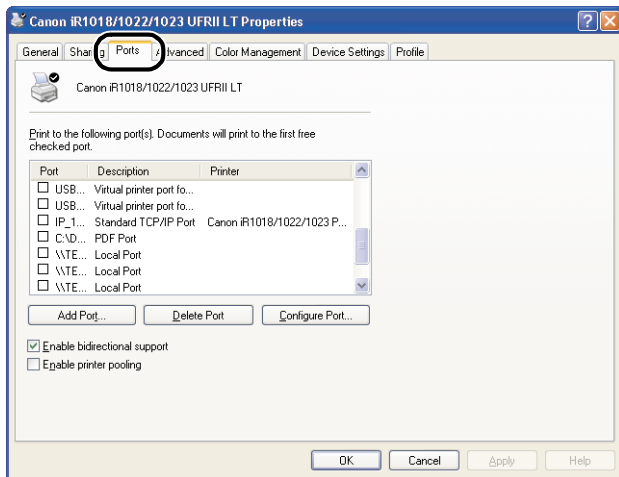 Canon iR1018/1022/1023 UFRII LT Properties
General Sharing Ports Advanced Color Management Device Settings Profile
Canon iR1018/1022/1023 UFRII LT
Print to the following port(s). Documents will print to the first free
checked port.
Port Description Printer
USB... Virtual printer port fo...
USB... Virtual printer port fo...
IP_1... Standard TCP/IP Port Canon iR1018/1022/1023 P...
C:\D... PDF Port
\\TE... Local Port
\\TE... Local Port
\\TE... Local Port
Add Port... Delete Port Configure Port...
Enable bidirectional support
Enable printer pooling
OK Cancel Apply Help